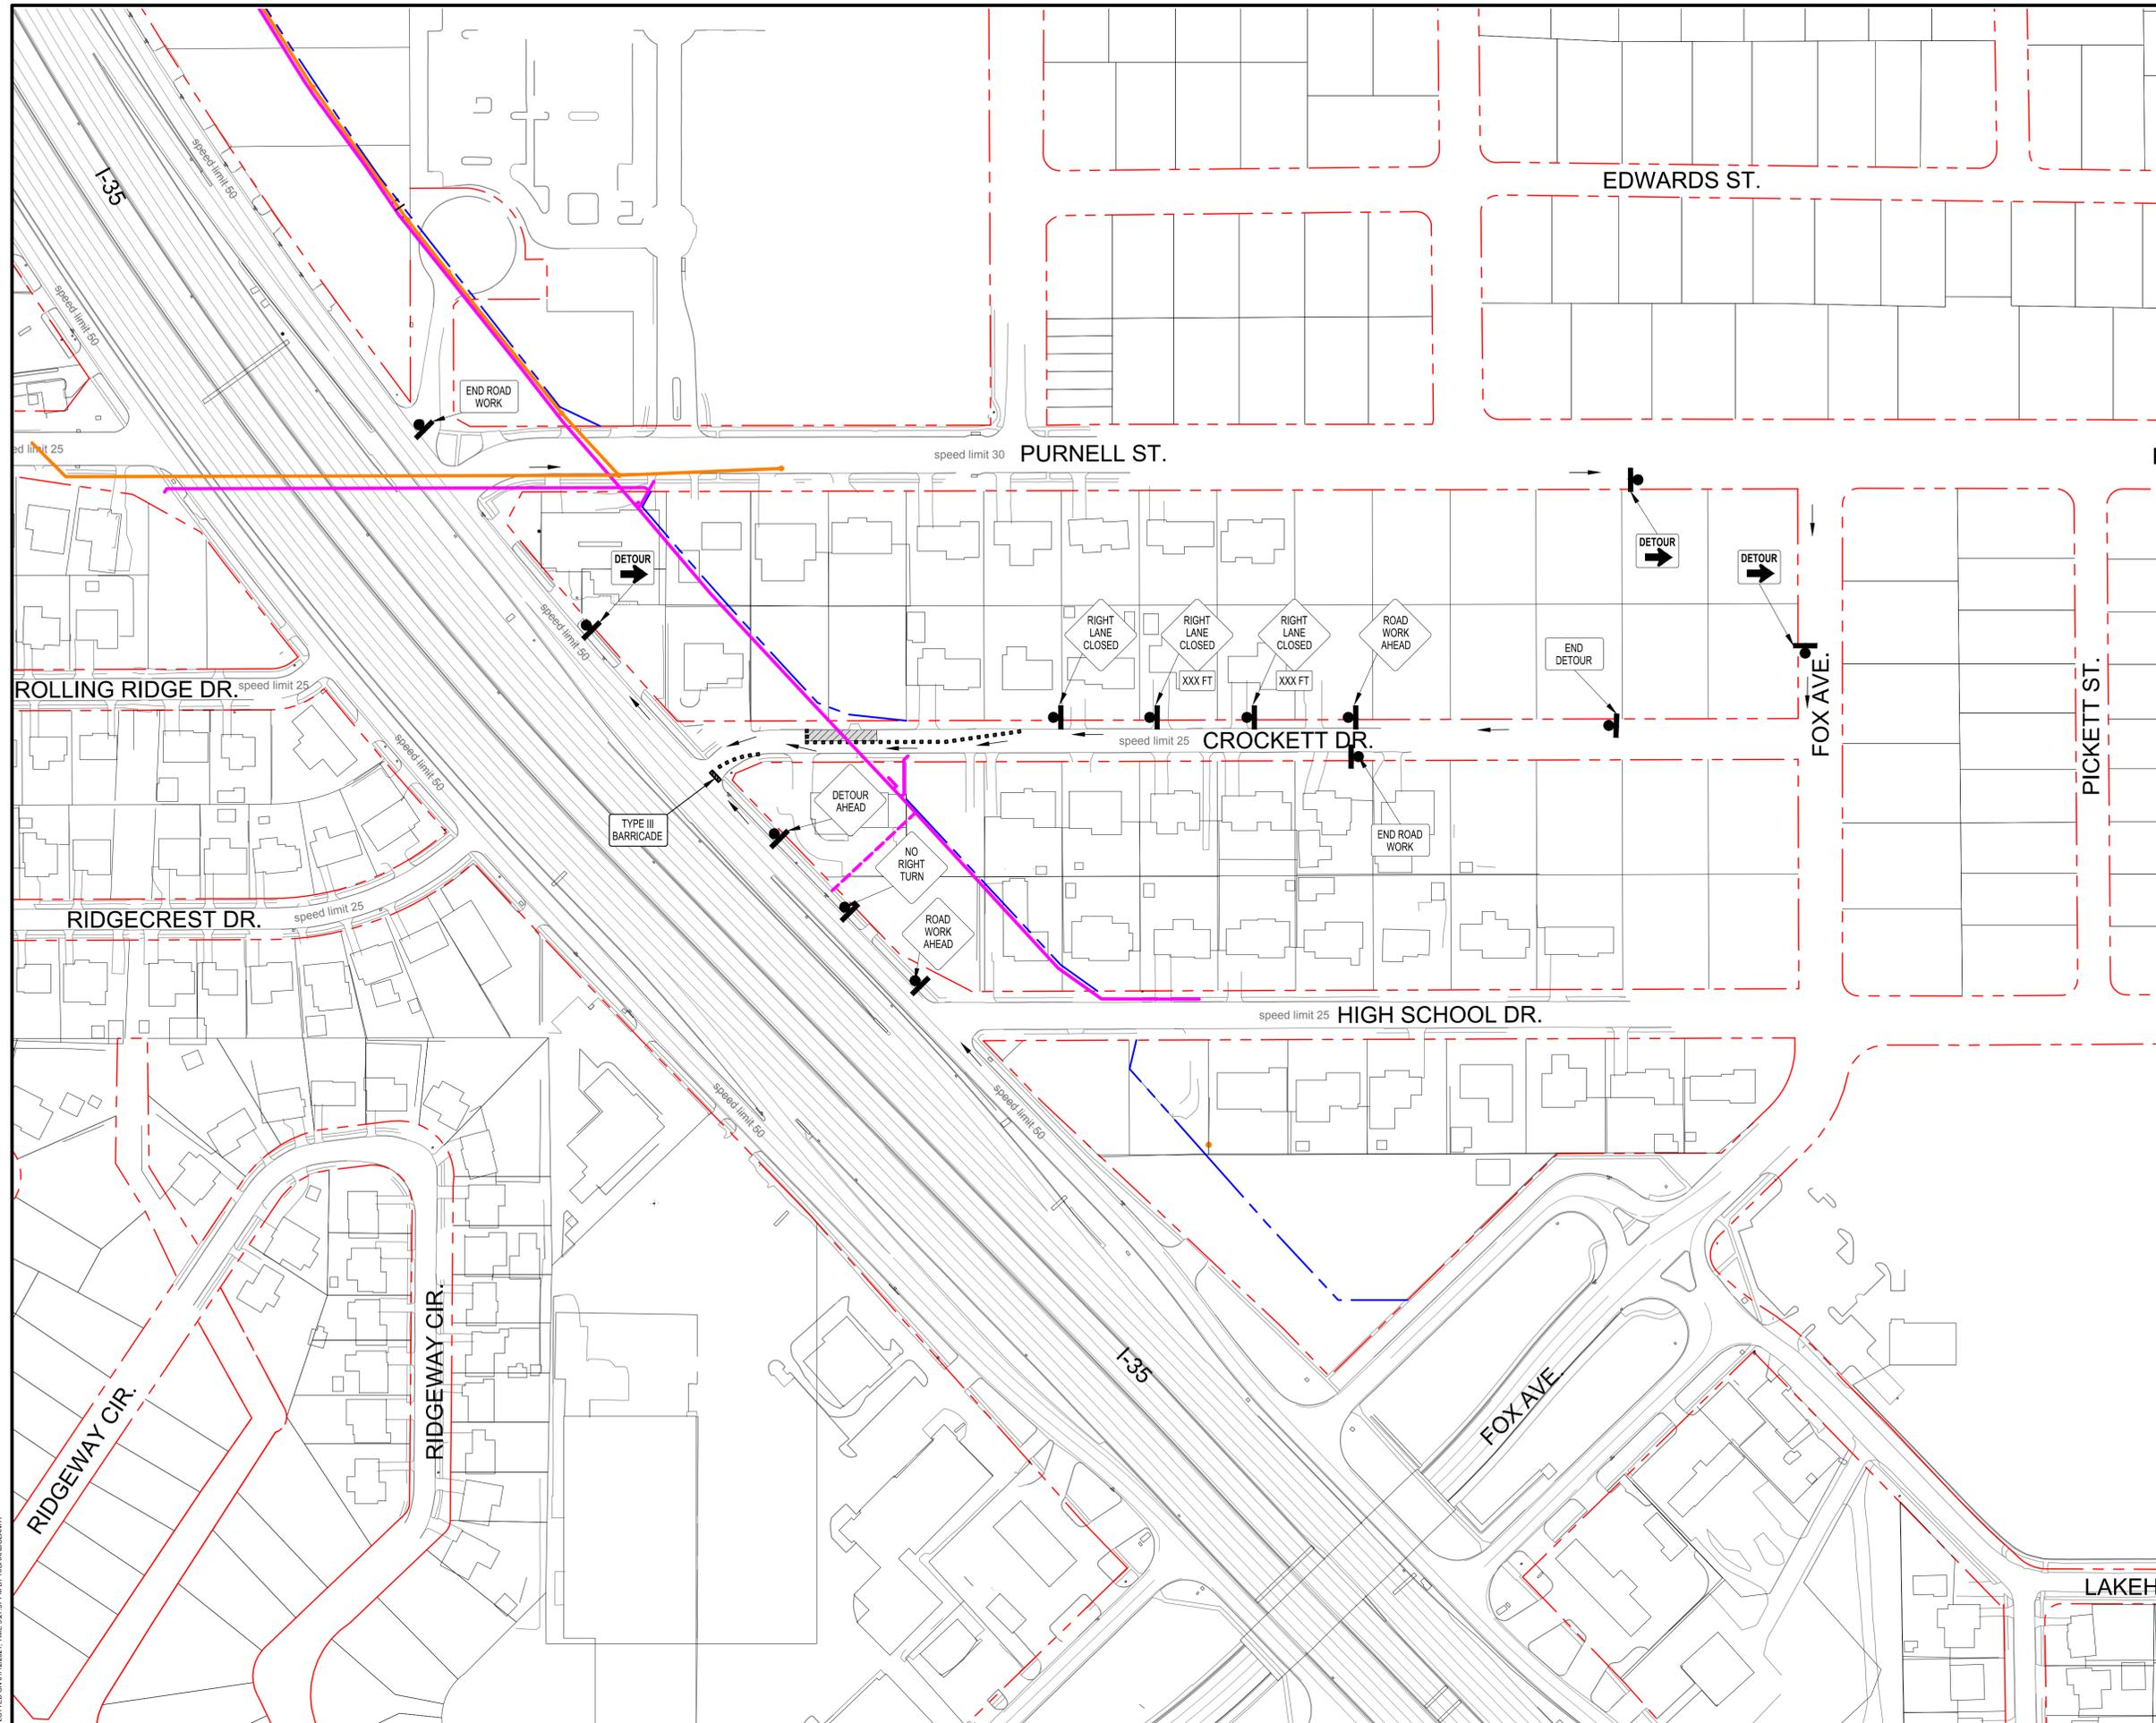 I-35
speed limit 50
EDWARDS ST.
speed limit 50
END ROAD
WORK
ed limit 25
speed limit 30
PURNELL ST.
DETOUR
DETOUR
DETOUR
speed limit 50
RIGHT
LANE
CLOSED
RIGHT
LANE
CLOSED
XXX FT
RIGHT
LANE
CLOSED
XXX FT
ROAD
WORK
AHEAD
END
DETOUR
FOX AVE.
PICKETT ST.
ROLLING RIDGE DR.
speed limit 25
speed limit 50
speed limit 25
CROCKETT DR.
TYPE III
BARRICADE
DETOUR
AHEAD
NO
RIGHT
TURN
END ROAD
WORK
RIDGECREST DR.
speed limit 25
ROAD
WORK
AHEAD
speed limit 25
HIGH SCHOOL DR.
speed limit 50
speed limit 50
RIDGEWAY CIR.
RIDGEWAY CIR.
I-35
FOX AVE.
LAKEH